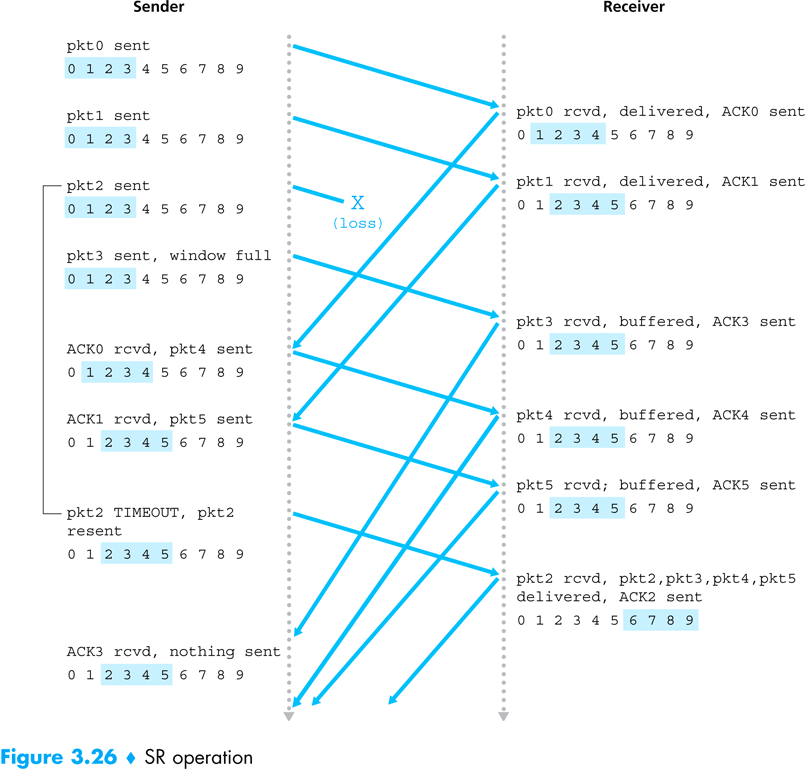 Sender
Receiver
pkt0 sent
0 1 2 3 4 5 6 7 8 9
pkt0 rcvd, delivered, ACK0 sent
0 1 2 3 4 5 6 7 8 9
pkt1 sent
0 1 2 3 4 5 6 7 8 9
pkt1 rcvd, delivered, ACK1 sent
0 1 2 3 4 5 6 7 8 9
pkt2 sent
0 1 2 3 4 5 6 7 8 9
X
(loss)
pkt3 sent, window full
0 1 2 3 4 5 6 7 8 9
pkt3 rcvd, buffered, ACK3 sent
0 1 2 3 4 5 6 7 8 9
ACK0 rcvd, pkt4 sent
0 1 2 3 4 5 6 7 8 9
pkt4 rcvd, buffered, ACK4 sent
0 1 2 3 4 5 6 7 8 9
ACK1 rcvd, pkt5 sent
0 1 2 3 4 5 6 7 8 9
pkt5 rcvd; buffered, ACK5 sent
0 1 2 3 4 5 6 7 8 9
pkt2 TIMEOUT, pkt2
resent
0 1 2 3 4 5 6 7 8 9
pkt2 rcvd, pkt2,pkt3,pkt4,pkt5
delivered, ACK2 sent
0 1 2 3 4 5 6 7 8 9
ACK3 rcvd, nothing sent
0 1 2 3 4 5 6 7 8 9
Figure 3.26 ♦ SR operation